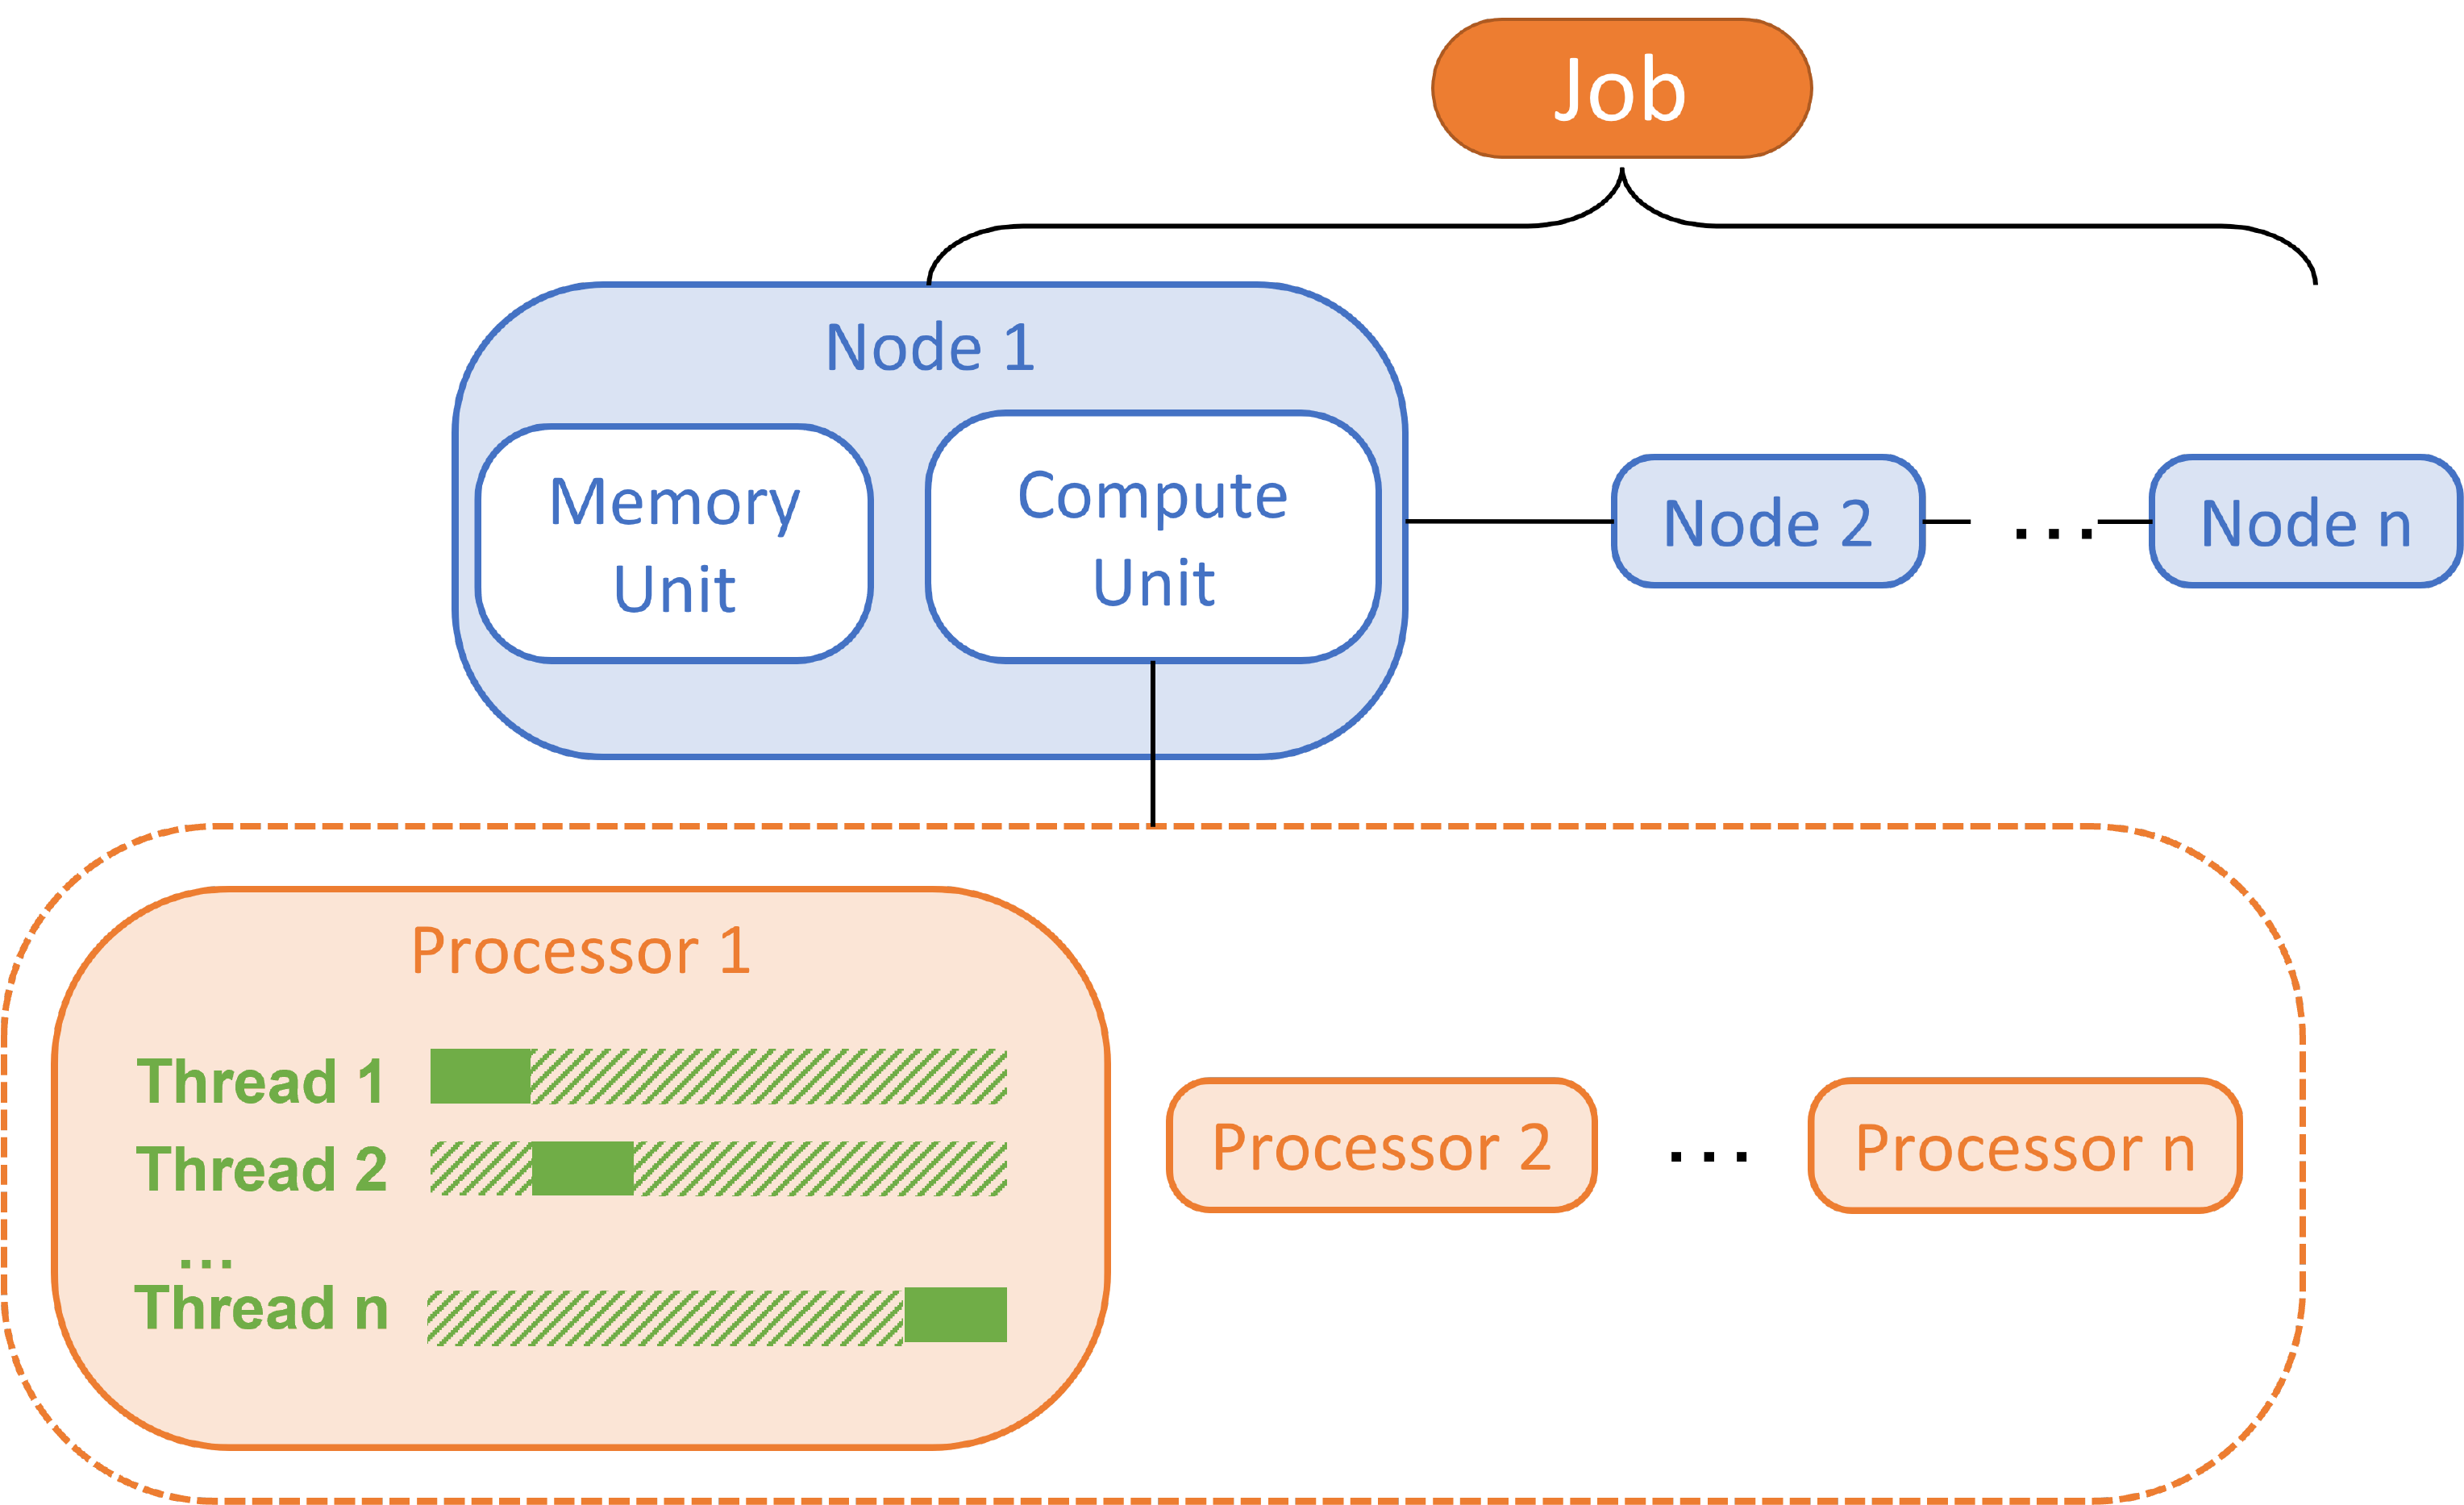 Job
Node 1
Memory
Unit
Compute
Unit
Node 2
...
Node n
Processor 1
Thread 1
Thread 2
...
Thread n
Processor 2
...
Processor n